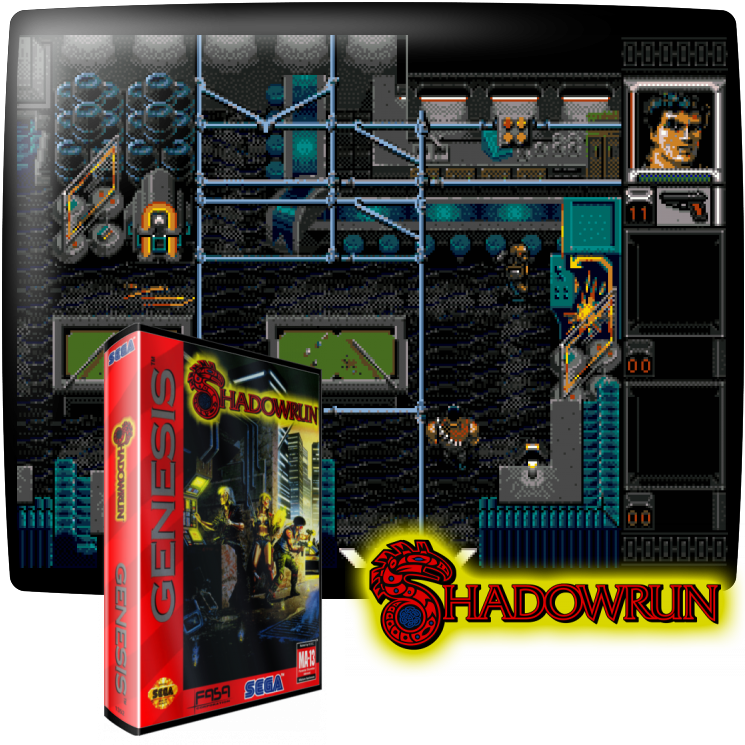 11
00
00
SEGA
GENESIS
SHADOWRUN
SHADOWRUN
GENESIS
SEGA
MA-13
FASA
SEGA
SHADOWRUN